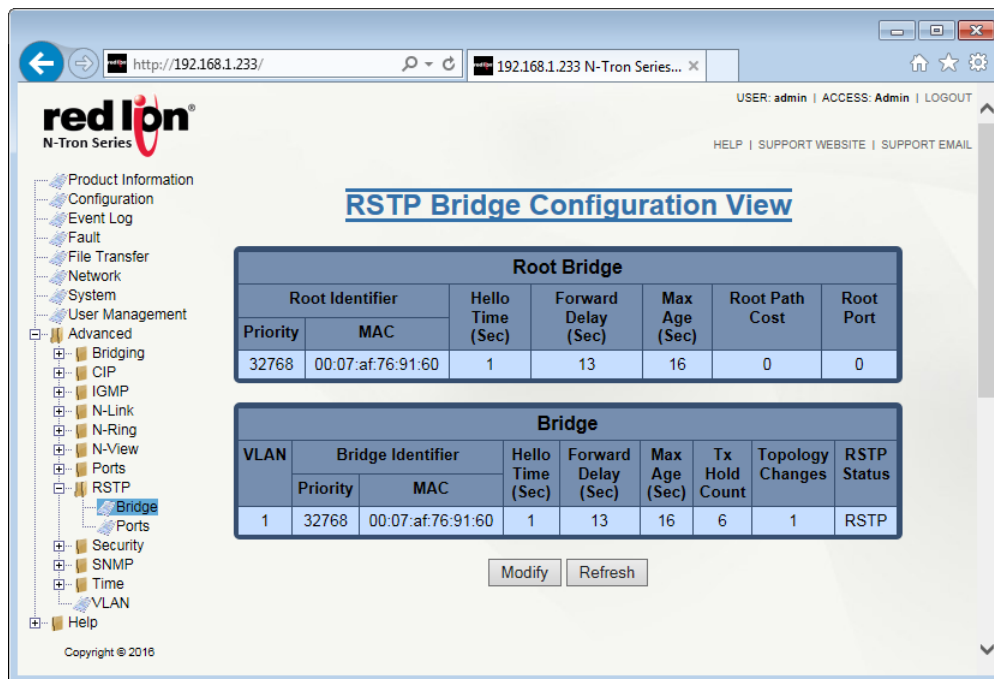 http://192.168.1.233/
192.168.1.233 N-Tron Series...
USER: admin | ACCESS: Admin | LOGOUT
red lion®
N-Tron Series
HELP | SUPPORT WEBSITE | SUPPORT EMAIL
Product Information
Configuration
Event Log
Fault
File Transfer
Network
System
User Management
Advanced
Bridging
CIP
IGMP
N-Link
N-Ring
N-View
Ports
RSTP
Bridge
Ports
Security
SNMP
Time
VLAN
Help
Copyright © 2016
RSTP Bridge Configuration View
Root Bridge
Root Identifier Hello Time (Sec) Forward Delay (Sec) Max Age (Sec) Root Path Cost Root Port
Priority MAC
32768 00:07:af:76:91:60 1 13 16 0 0
Bridge
VLAN Bridge Identifier Hello Time (Sec) Forward Delay (Sec) Max Age (Sec) Tx Hold Count Topology Changes RSTP Status
Priority MAC
1 32768 00:07:af:76:91:60 1 13 16 6 1 RSTP
Modify Refresh